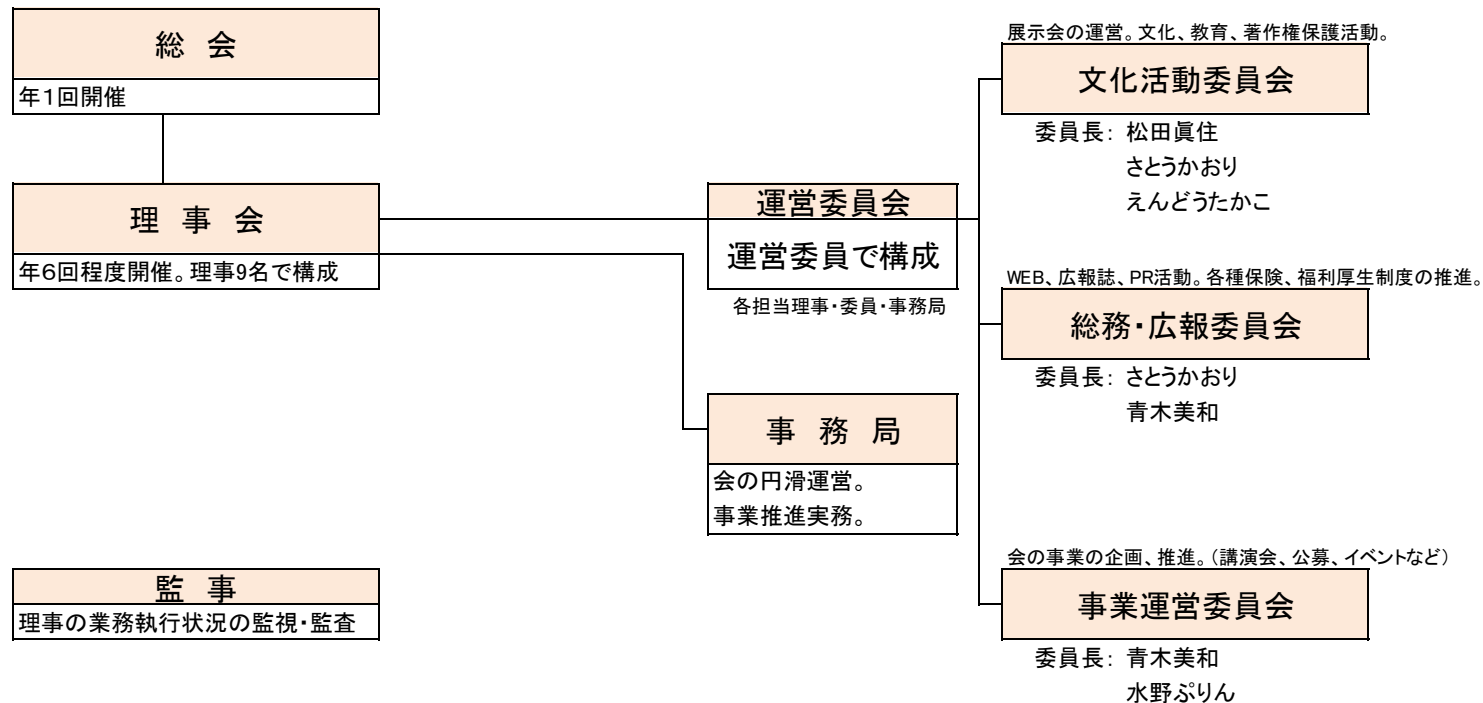 総 会
年1回開催
理 事 会
年6回程度開催。理事9名で構成
監 事
理事の業務執行状況の監視・監査
運営委員会
運営委員で構成
各担当理事・委員・事務局
事 務 局
会の円滑運営。
事業推進実務。
展示会の運営。文化、教育、著作権保護活動。
文化活動委員会
委員長： 松田眞住
さとうかおり
えんどうたかこ
WEB、広報誌、PR活動。各種保険、福利厚生制度の推進。
総務・広報委員会
委員長： さとうかおり
青木美和
会の事業の企画、推進。（講演会、公募、イベントなど）
事業運営委員会
委員長： 青木美和
水野ぷりん